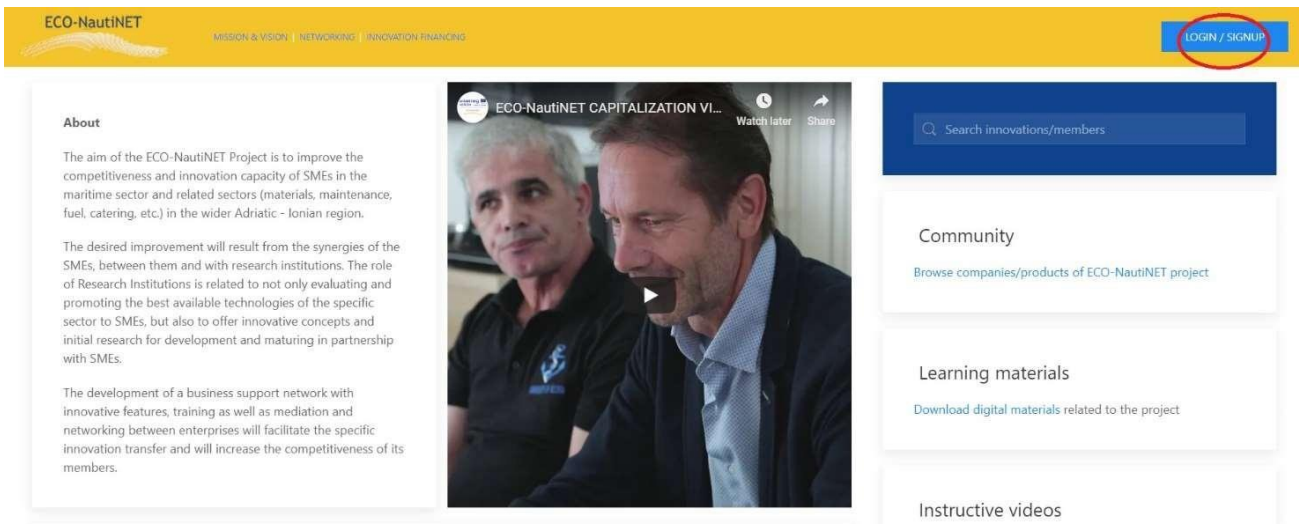 ECO-NautiNET
MISSION & VISION | NETWORKING | INNOVATION FINANCING
LOGIN / SIGNUP
About
The aim of the ECO-NautiNET Project is to improve the
competitiveness and innovation capacity of SMEs in the
maritime sector and related sectors (materials, maintenance,
fuel, catering, etc.) in the wider Adriatic - Ionian region.
The desired improvement will result from the synergies of the
SMEs, between them and with research institutions. The role
of Research Institutions is related to not only evaluating and
promoting the best available technologies of the specific
sector to SMEs, but also to offer innovative concepts and
initial research for development and maturing in partnership
with SMEs.
The development of a business support network with
innovative features, training as well as mediation and
networking between enterprises will facilitate the specific
innovation transfer and will increase the competitiveness of its
members.
ECO-NautiNET CAPITALIZATION VI...
Watch later
Share
Search innovations/members
Community
Browse companies/products of ECO-NautiNET project
Learning materials
Download digital materials related to the project
Instructive videos